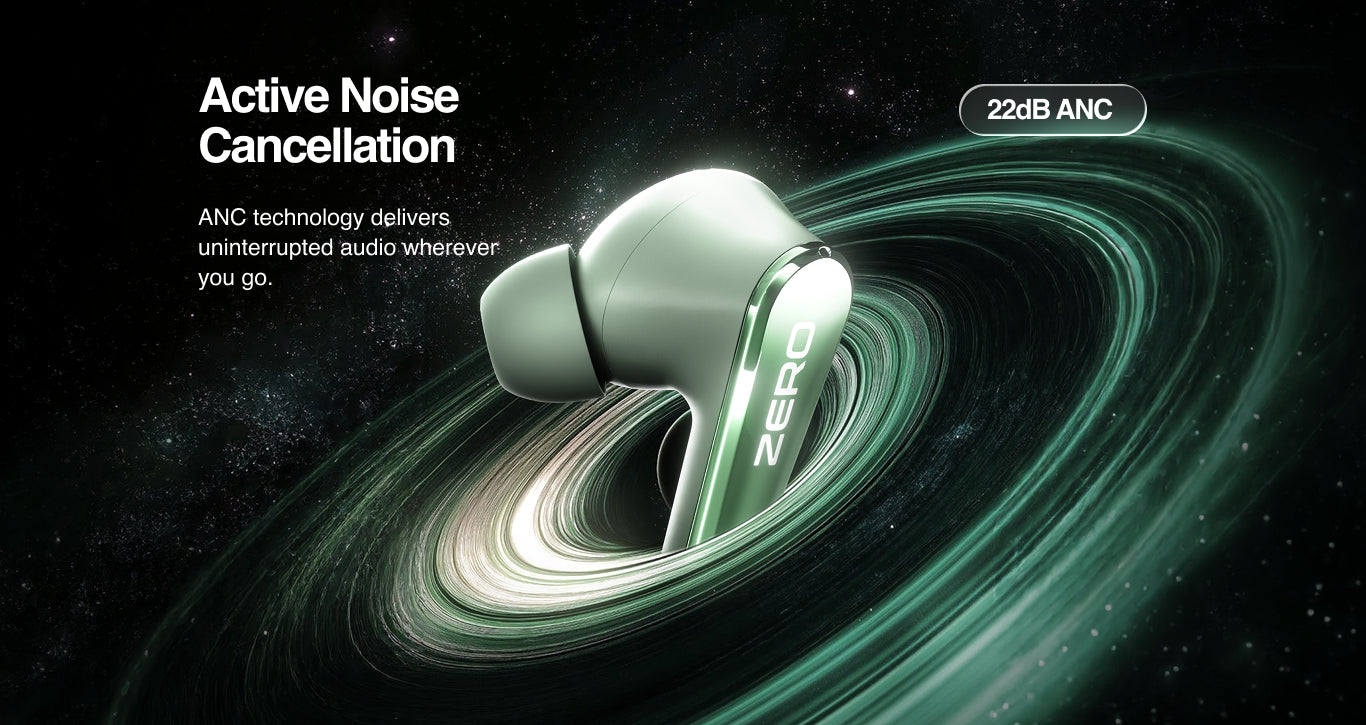 Active Noise
Cancellation
22dB ANC
ANC technology delivers
uninterrupted audio wherever
you go.
ZERO